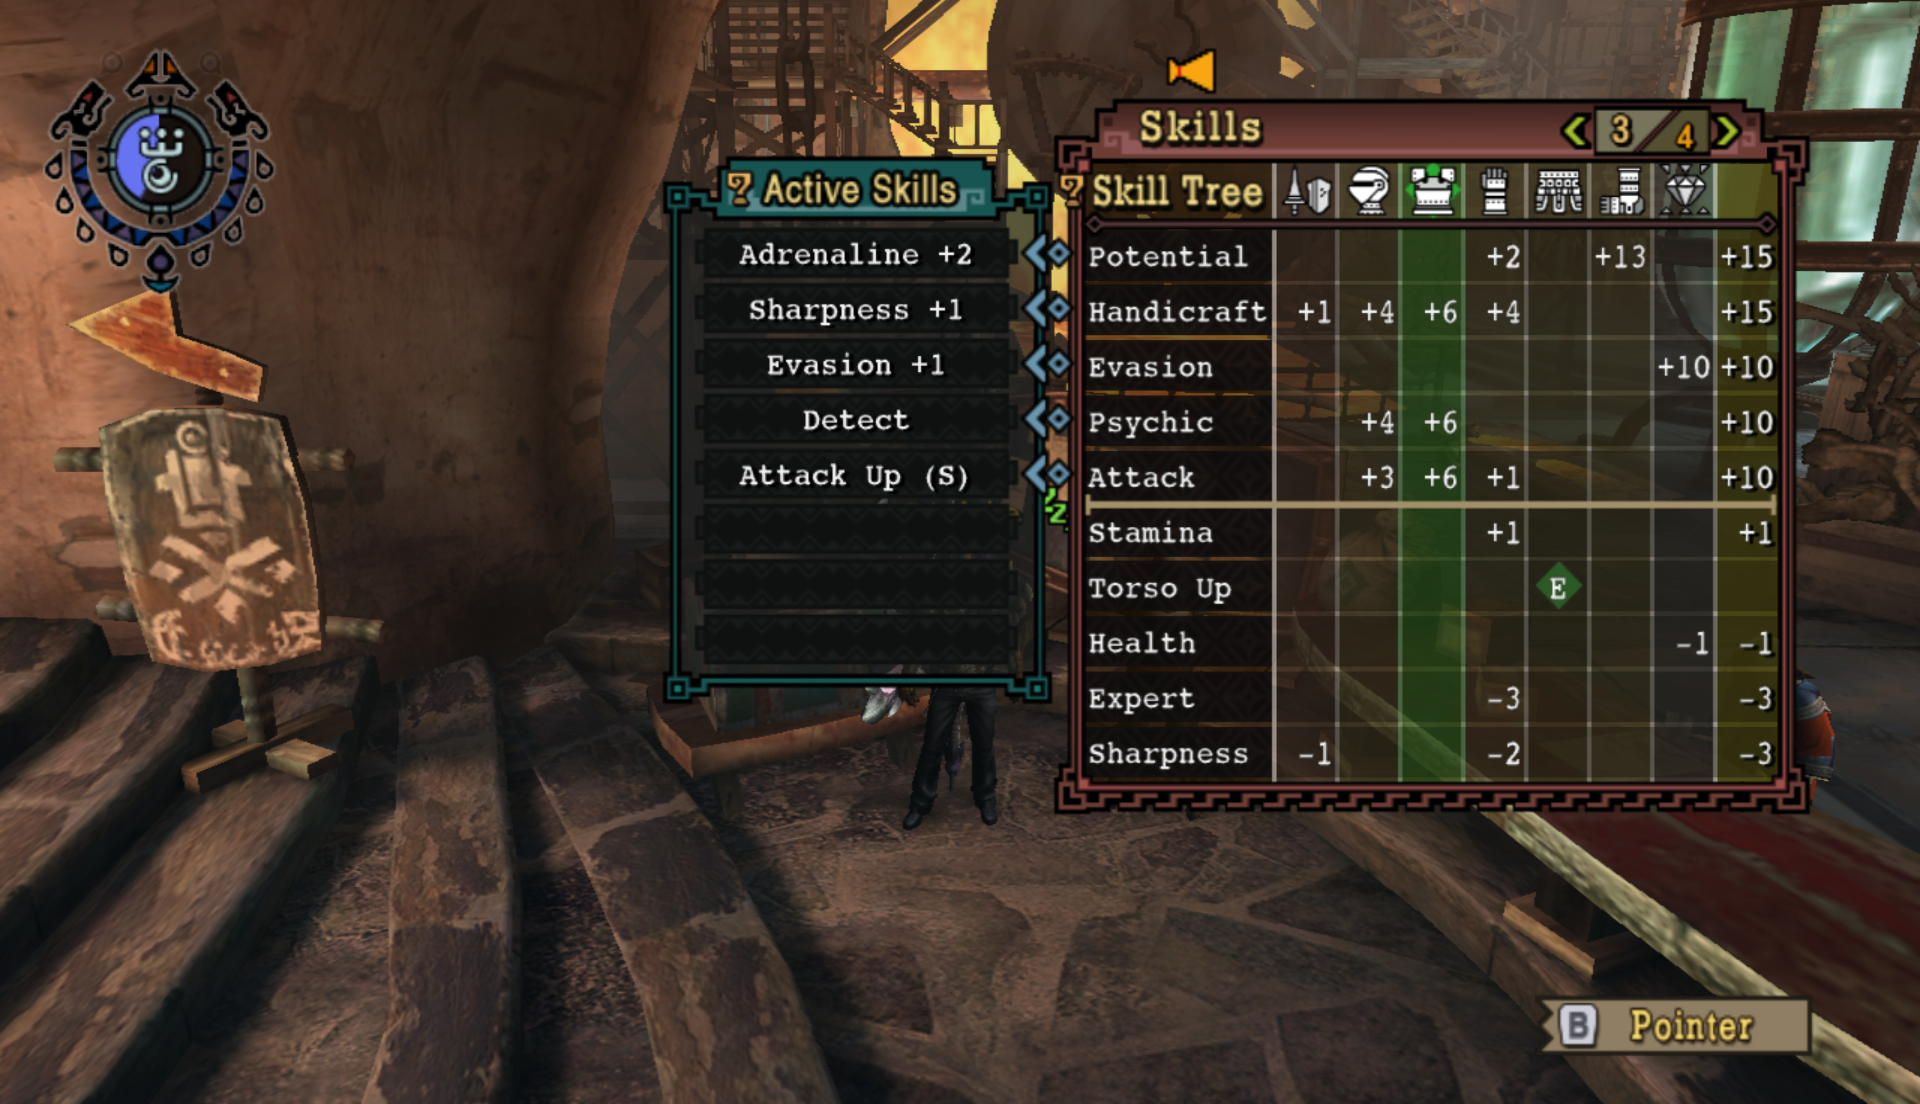 Skills
3/4
Active Skills
Skill Tree
Adrenaline +2
Sharpness +1
Evasion +1
Detect
Attack Up (S)
Potential +2 +13 +15
Handicraft +1 +4 +6 +4 +15
Evasion +10 +10
Psychic +4 +6 +10
Attack +3 +6 +1 +10
Z
Stamina +1 +1
Torso Up E
Health -1 -1
Expert -3 -3
Sharpness -1 -2 -3
B Pointer